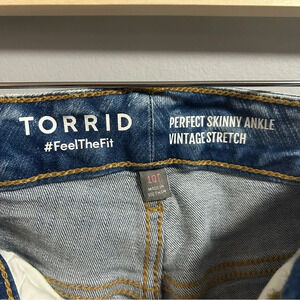 TORRID
#FeelTheFit
PERFECT SKINNY ANKLE
VINTAGE STRETCH